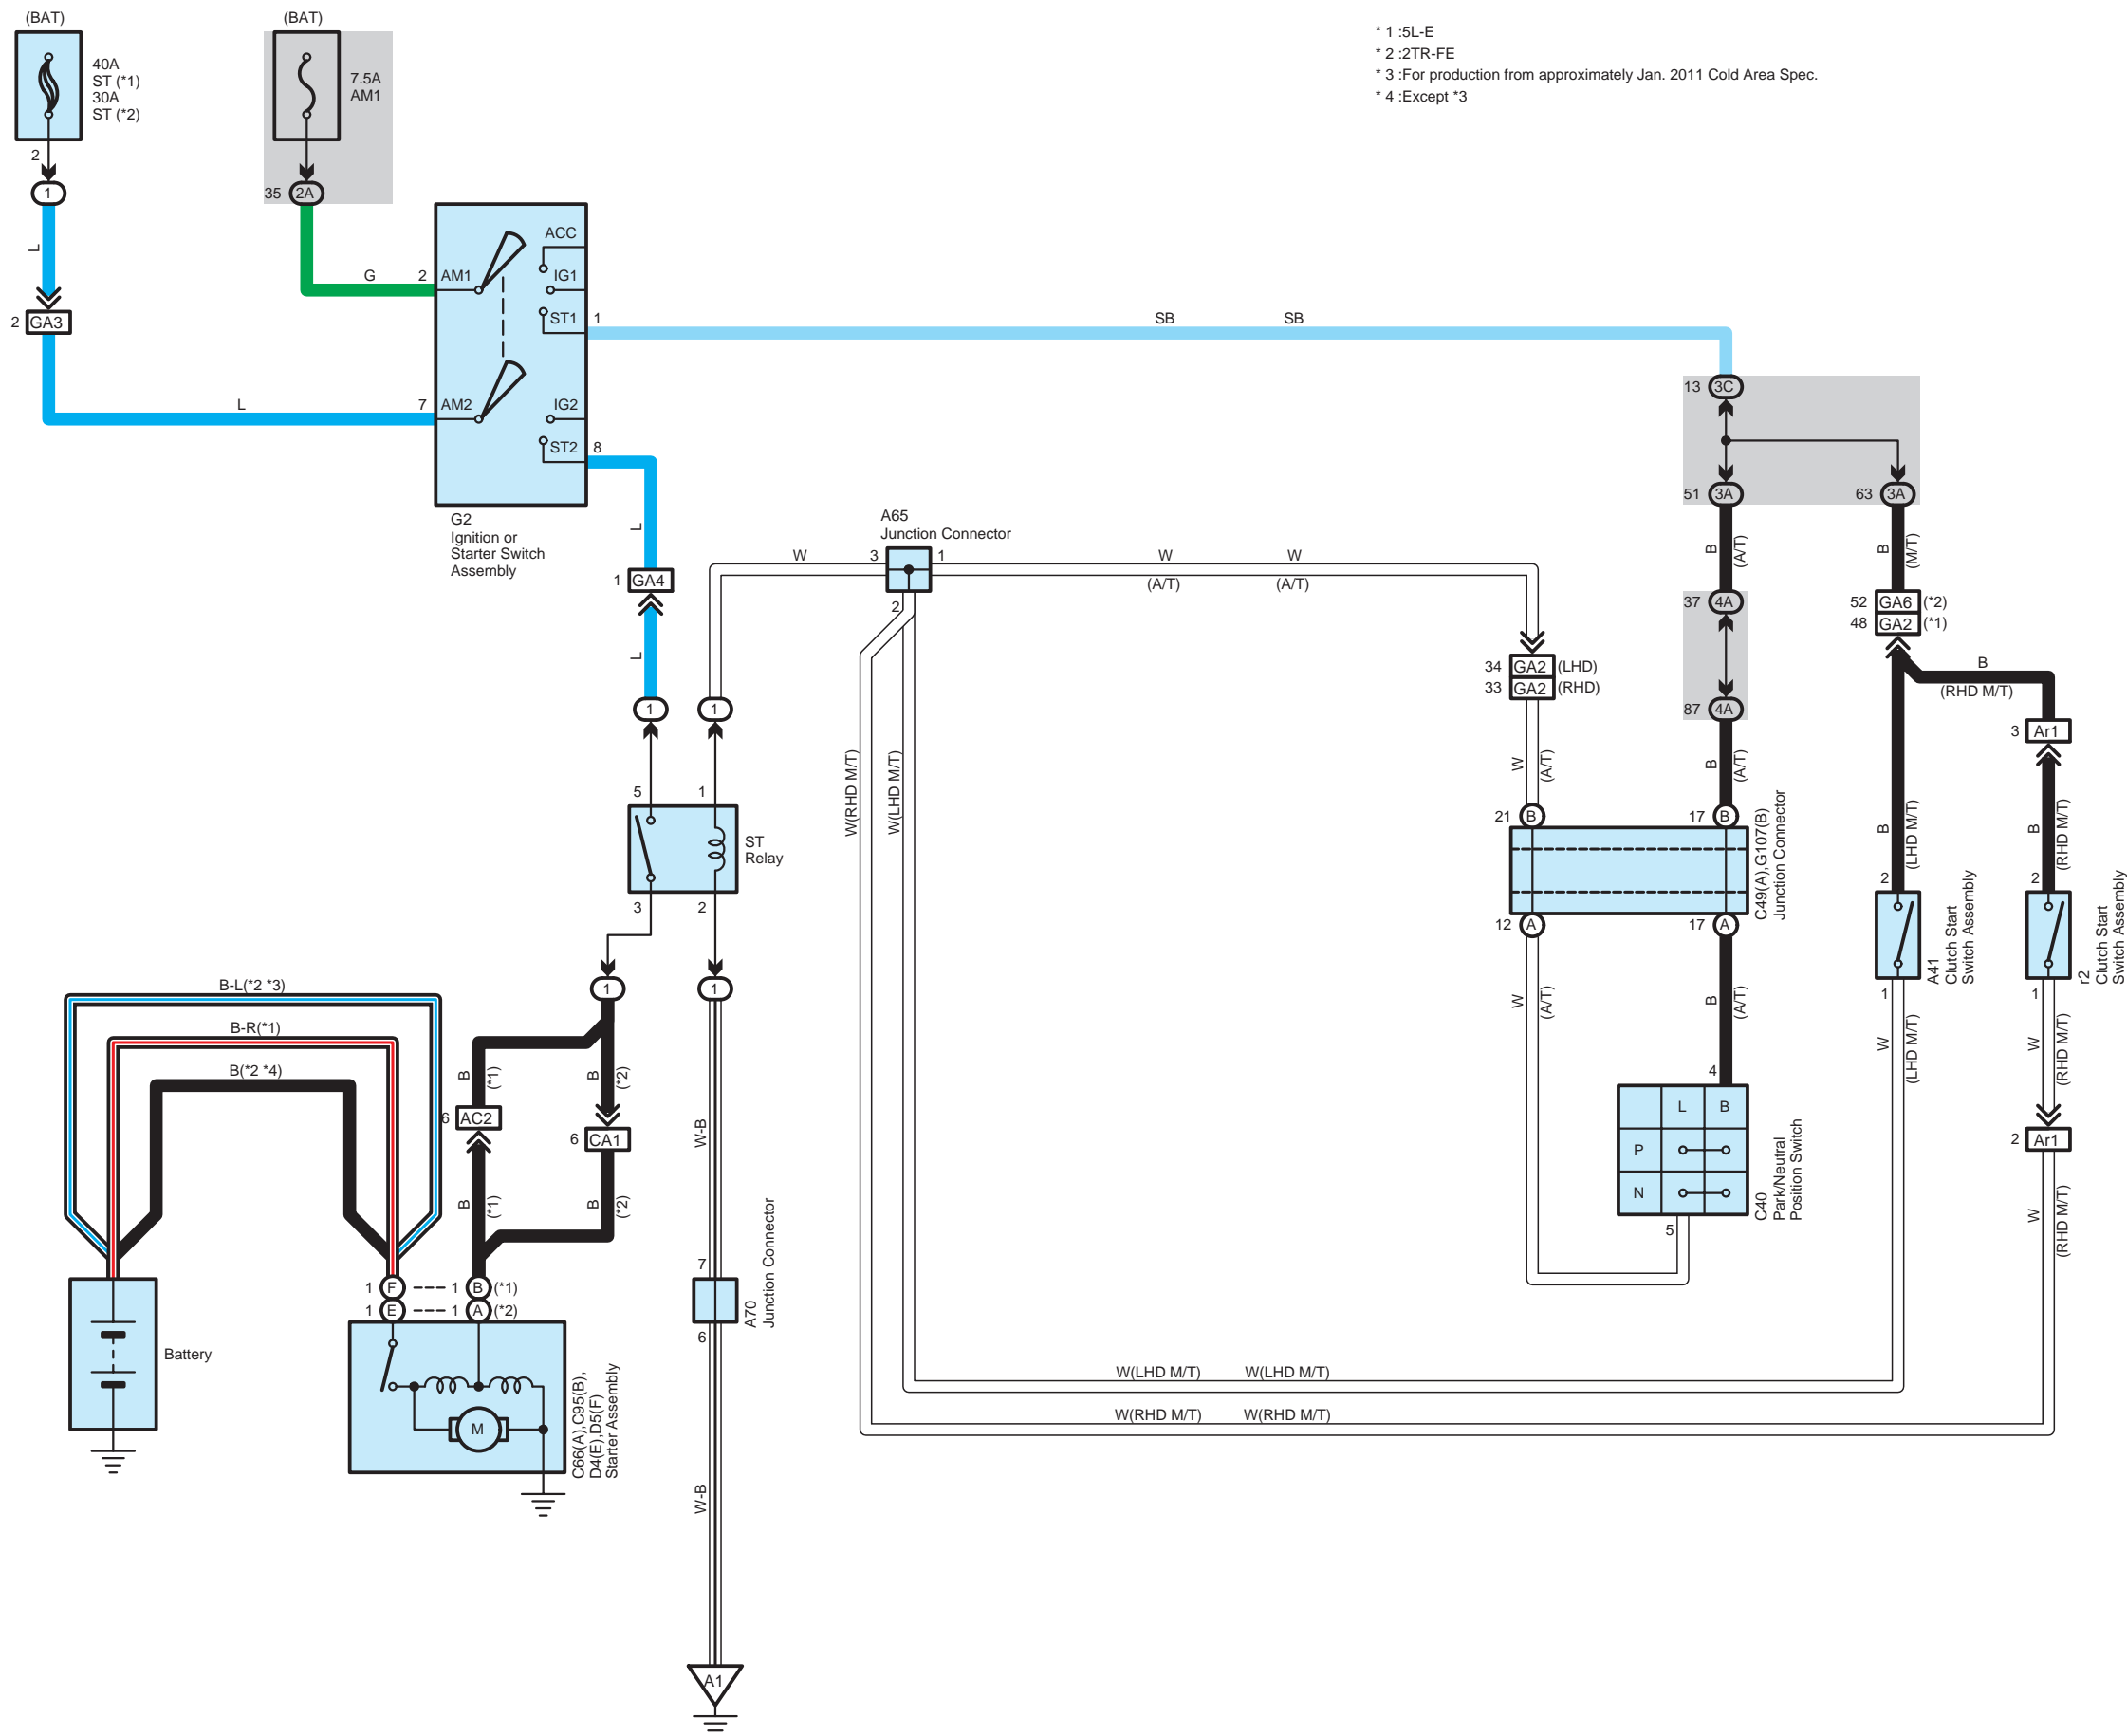 (BAT)
(BAT)
* 1 :5L-E
* 2 :2TR-FE
* 3 :For production from approximately Jan. 2011 Cold Area Spec.
* 4 :Except *3
40A
ST (*1)
30A
ST (*2)
7.5A
AM1
2
1
35 2A
L
G
2 GA3
L
2 AM1
7 AM2
ACC
IG1
ST1 1
IG2
ST2 8
G2
Ignition or
Starter Switch
Assembly
SB SB
13 3C
51 3A
63 3A
L
1 GA4
L
1
1
W
A65
Junction Connector
3 1
2
W W
(A/T) (A/T)
B (A/T)
B (M/T)
37 4A
87 4A
52 GA6 (*2)
48 GA2 (*1)
34 GA2 (LHD)
33 GA2 (RHD)
B
(RHD M/T)
3 Ar1
W(RHD M/T)
W(LHD M/T)
W (A/T)
B (A/T)
B (LHD M/T)
B (RHD M/T)
5 1
ST
Relay
3 2
1
1
21 B
17 B
12 A
17 A
C49(A),G107(B)
Junction Connector
2
1
A41
Clutch Start
Switch Assembly
2
1
r2
Clutch Start
Switch Assembly
W (A/T)
B (A/T)
W (LHD M/T)
W (RHD M/T)
B-L(*2 *3)
B-R(*1)
B(*2 *4)
B (*1)
B (*2)
6 AC2
6 CA1
B (*1)
B (*2)
W-B
4
L B
P
N
5
C40
Park/Neutral
Position Switch
2 Ar1
W (RHD M/T)
1 F 1 B (*1)
1 E 1 A (*2)
7
6
A70
Junction Connector
Battery
M
C66(A),C95(B),
D4(E),D5(F)
Starter Assembly
W(LHD M/T) W(LHD M/T)
W(RHD M/T) W(RHD M/T)
W-B
A1